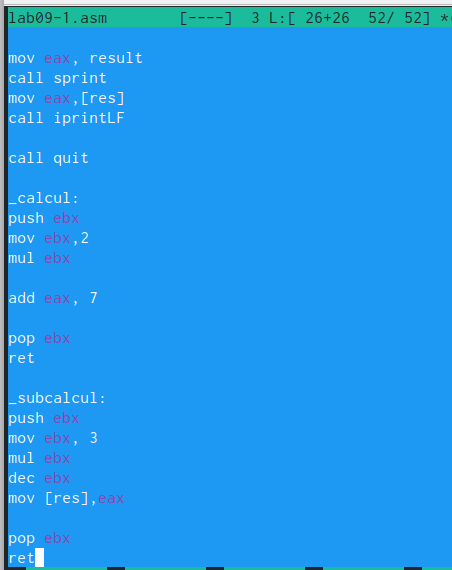 lab09-1.asm [----] 3 L:[ 26+26 52/ 52] *
mov eax, result
call sprint
mov eax,[res]
call iprintLF
call quit
_calcul:
push ebx
mov ebx,2
mul ebx
add eax, 7
pop ebx
ret
_subcalcul:
push ebx
mov ebx, 3
mul ebx
dec ebx
mov [res],eax
pop ebx
ret